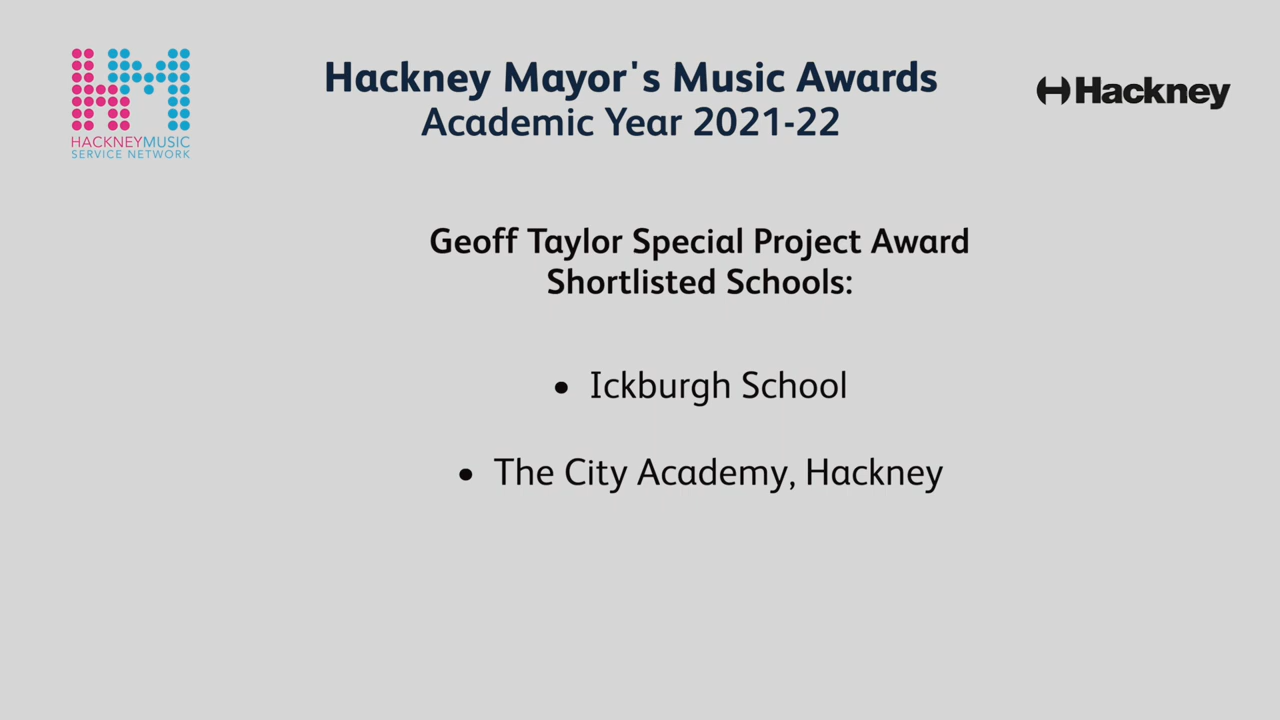 HACKNEYMUSIC
SERVICE NETWORK
Hackney Mayor's Music Awards
Academic Year 2021-22
Hackney
Geoff Taylor Special Project Award
Shortlisted Schools:
• Ickburgh School
• The City Academy, Hackney